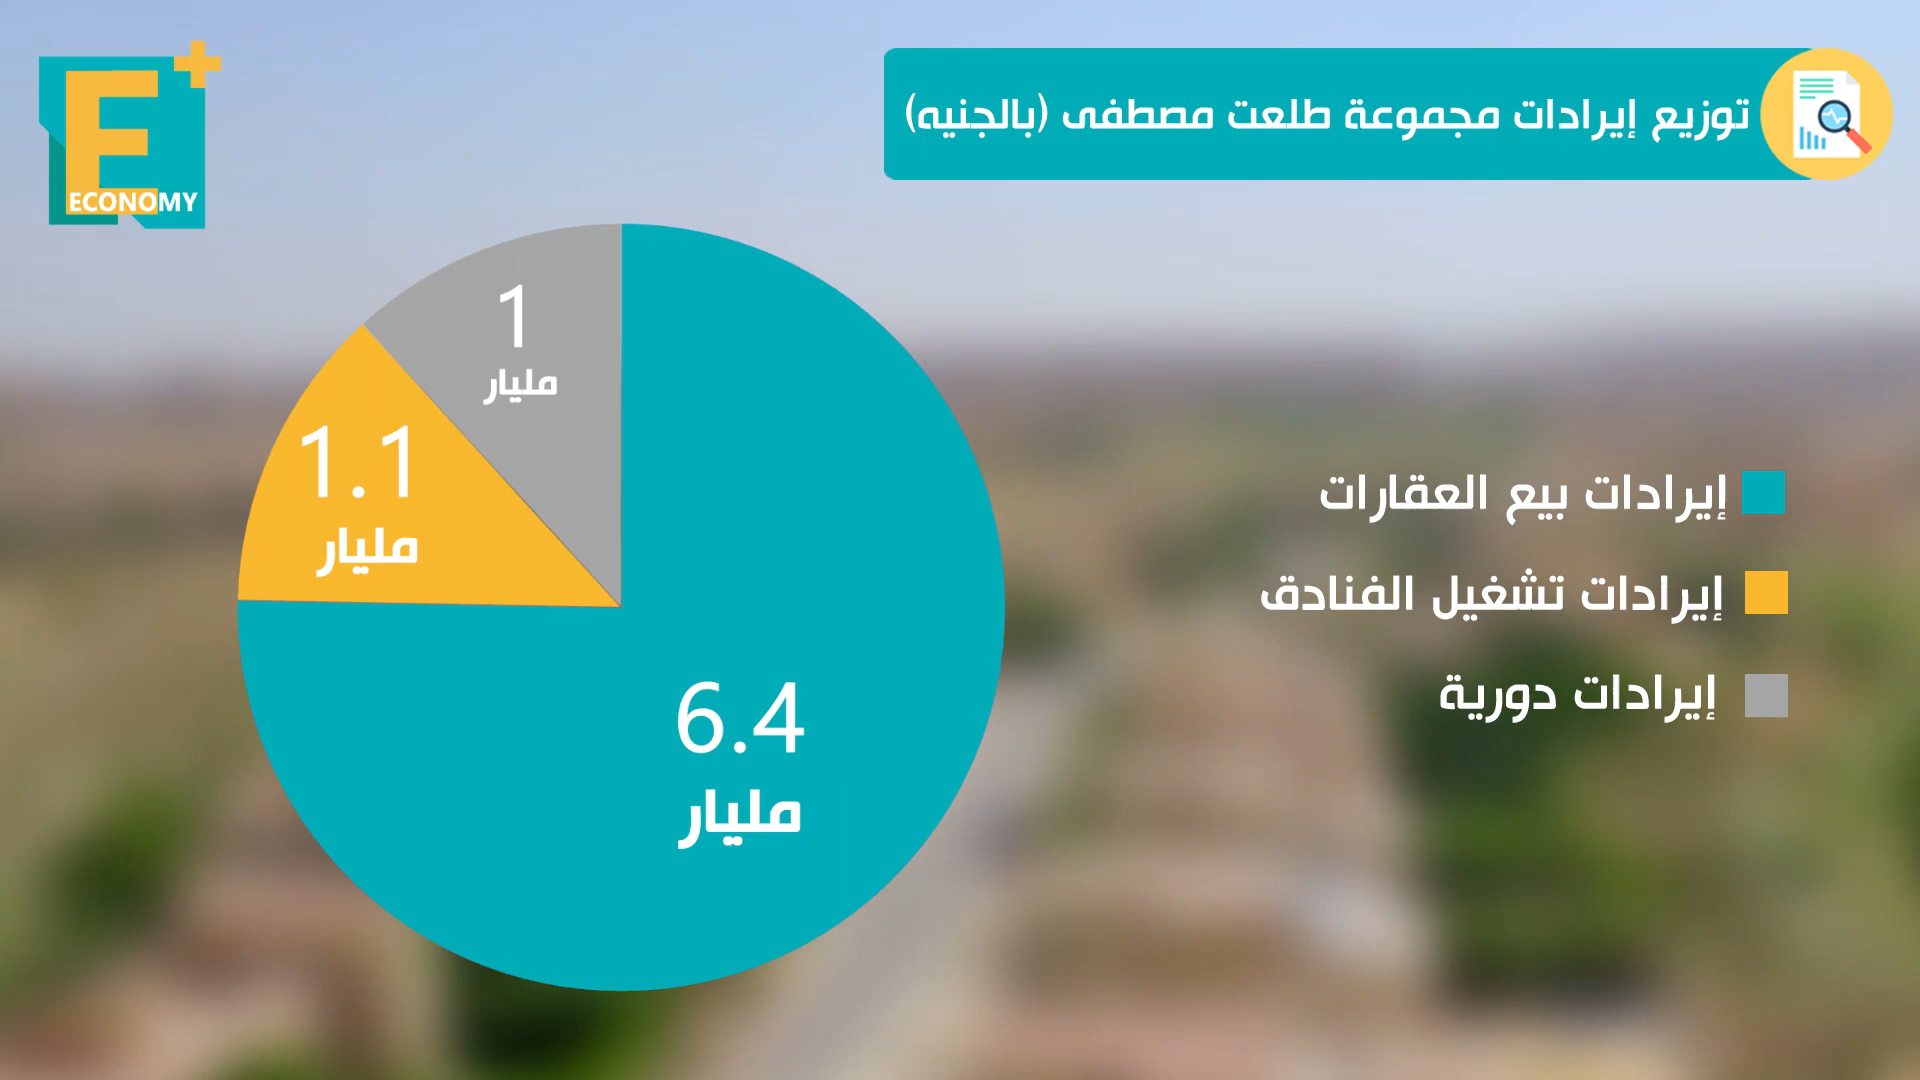 E+
ECONOMY
توزيع إيرادات مجموعة طلعت مصطفى (بالجنيه)
1
مليار
1.1
مليار
6.4
مليار
إيرادات بيع العقارات
إيرادات تشغيل الفنادق
إيرادات دورية